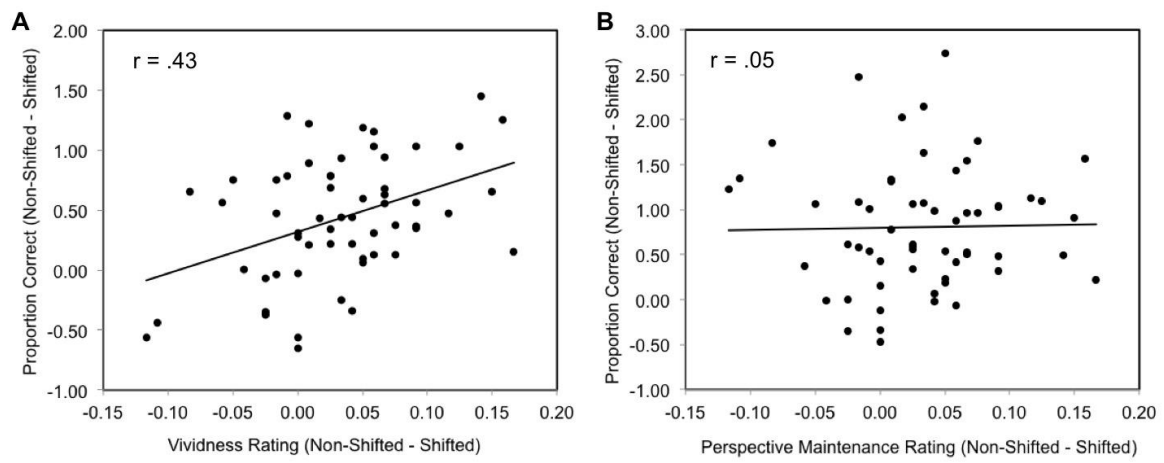 A
r = .43
Proportion Correct (Non-Shifted - Shifted)
2.00
1.50
1.00
0.50
0.00
-0.50
-1.00
-0.15 -0.10 -0.05 0.00 0.05 0.10 0.15 0.20
Vividness Rating (Non-Shifted - Shifted)
B
r = .05
Proportion Correct (Non-Shifted - Shifted)
3.00
2.50
2.00
1.50
1.00
0.50
0.00
-0.50
-1.00
-0.15 -0.10 -0.05 0.00 0.05 0.10 0.15 0.20
Perspective Maintenance Rating (Non-Shifted - Shifted)